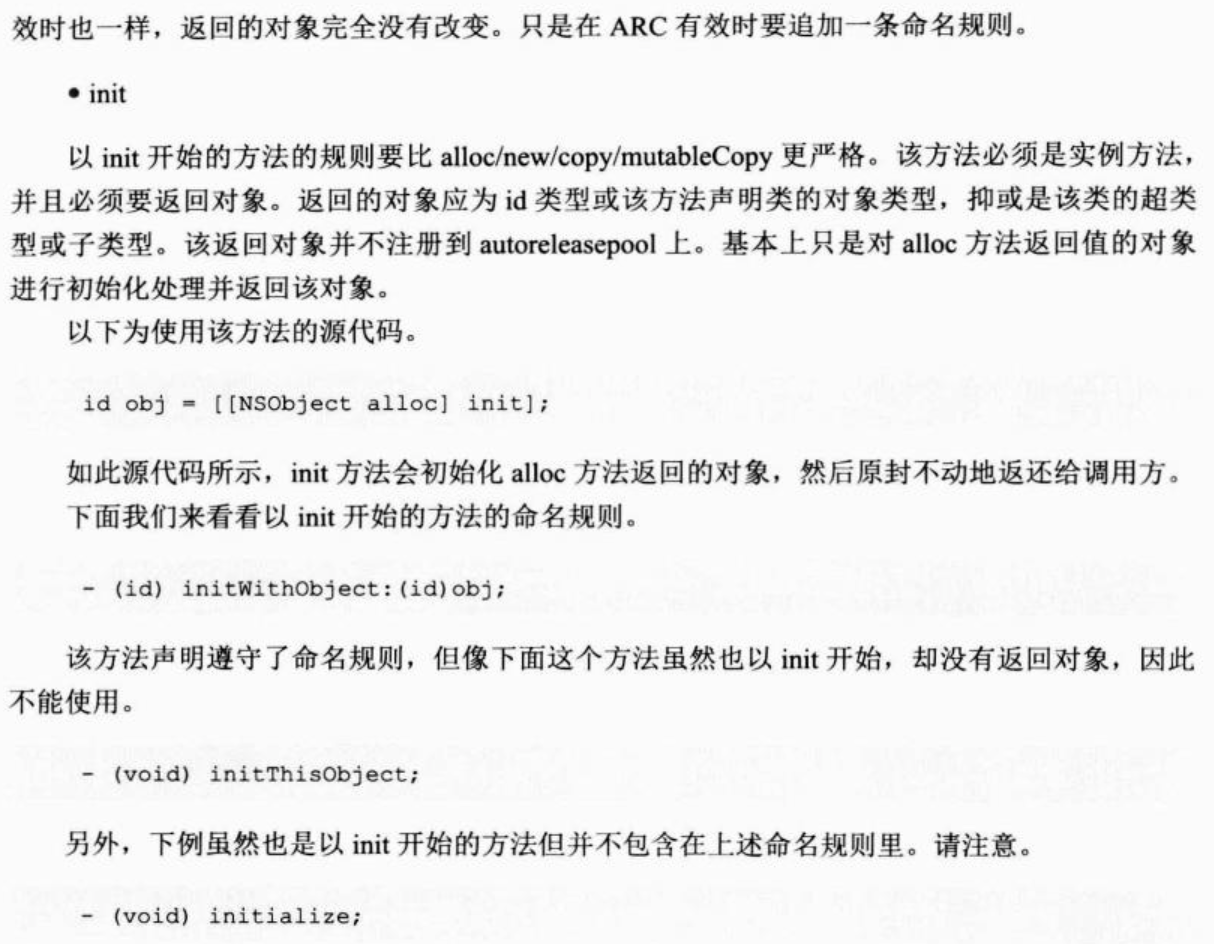 效时也一样，返回的对象完全没有改变。只是在 ARC 有效时要追加一条命名规则。
• init
以 init 开始的方法的规则要比 alloc/new/copy/mutableCopy 更严格。该方法必须是实例方法，
并且必须要返回对象。返回的对象应为 id 类型或该方法声明类的对象类型，抑或是该类的超类
型或子类型。该返回对象并不注册到 autoreleasepool 上。基本上只是对 alloc 方法返回值的对象
进行初始化处理并返回该对象。
以下为使用该方法的源代码。
id obj = [[NSObject alloc] init];
如此源代码所示，init 方法会初始化 alloc 方法返回的对象，然后原封不动地返还给调用方。
下面我们来看看以 init 开始的方法的命名规则。
- (id) initWithObject:(id)obj;
该方法声明遵守了命名规则，但像下面这个方法虽然也以 init 开始，却没有返回对象，因此
不能使用。
- (void) initThisObject;
另外，下例虽然也是以 init 开始的方法但并不包含在上述命名规则里。请注意。
- (void) initialize;